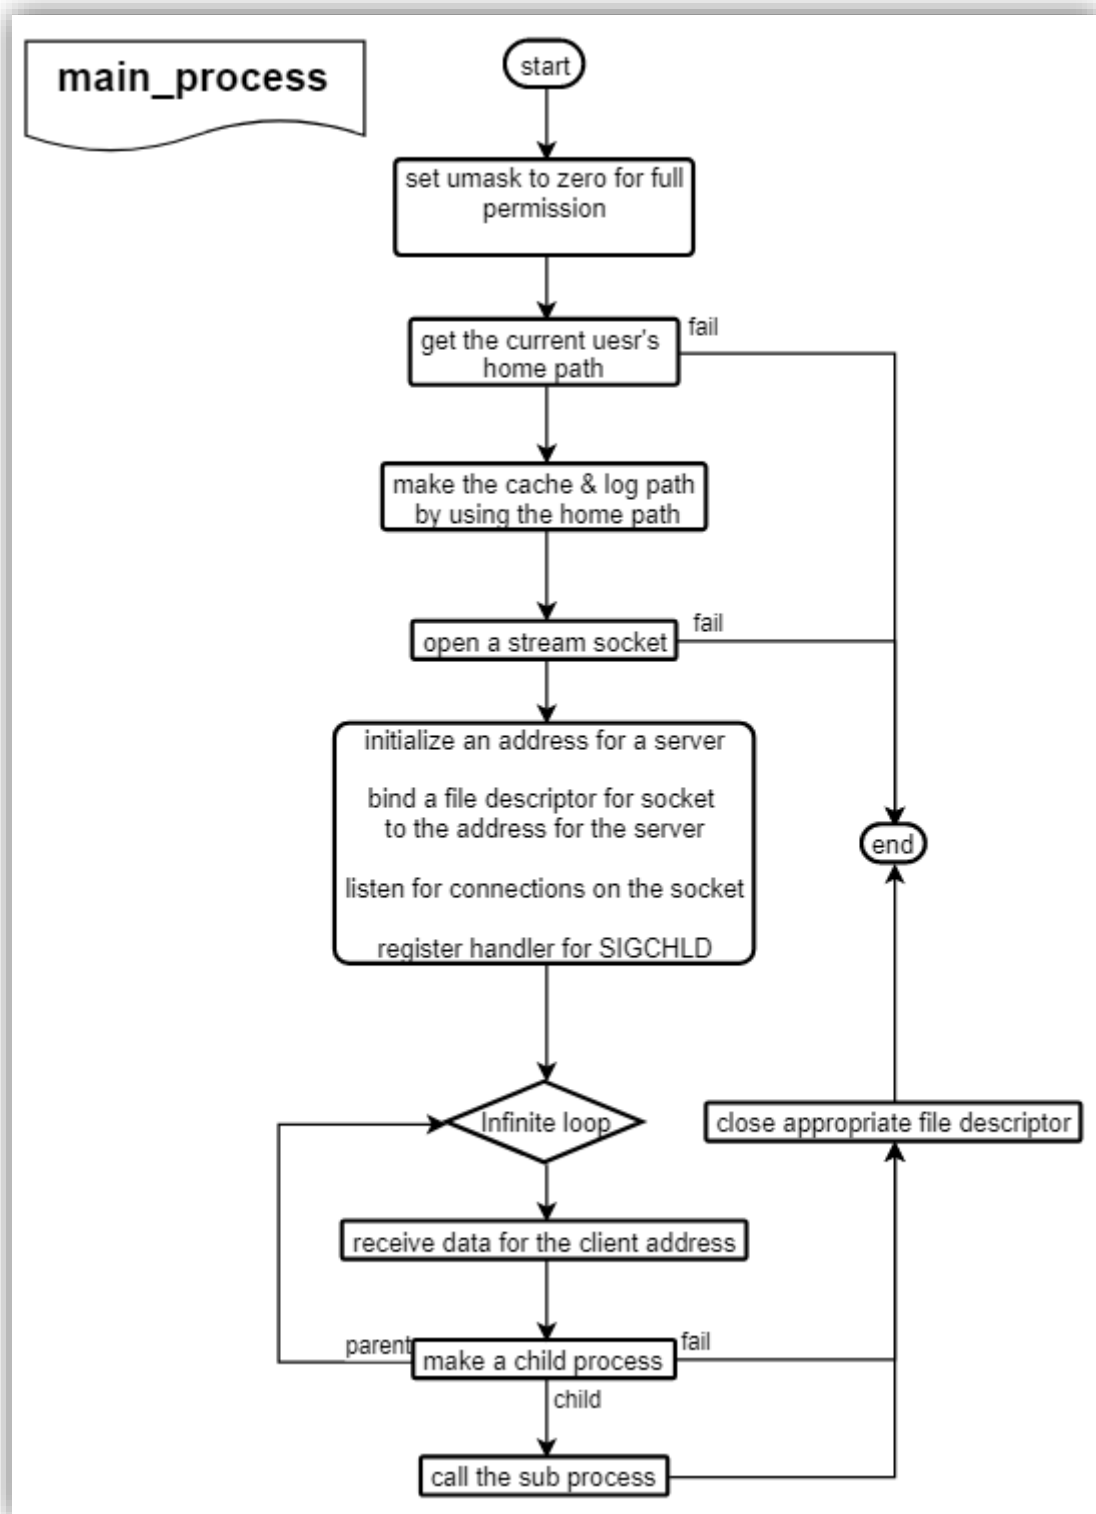 main_process
start
set umask to zero for full
permission
get the current uesr's
home path
fail
make the cache & log path
by using the home path
open a stream socket
fail
initialize an address for a server
bind a file descriptor for socket
to the address for the server
listen for connections on the socket
register handler for SIGCHLD
end
Infinite loop
close appropriate file descriptor
receive data for the client address
parent
make a child process
fail
child
call the sub process